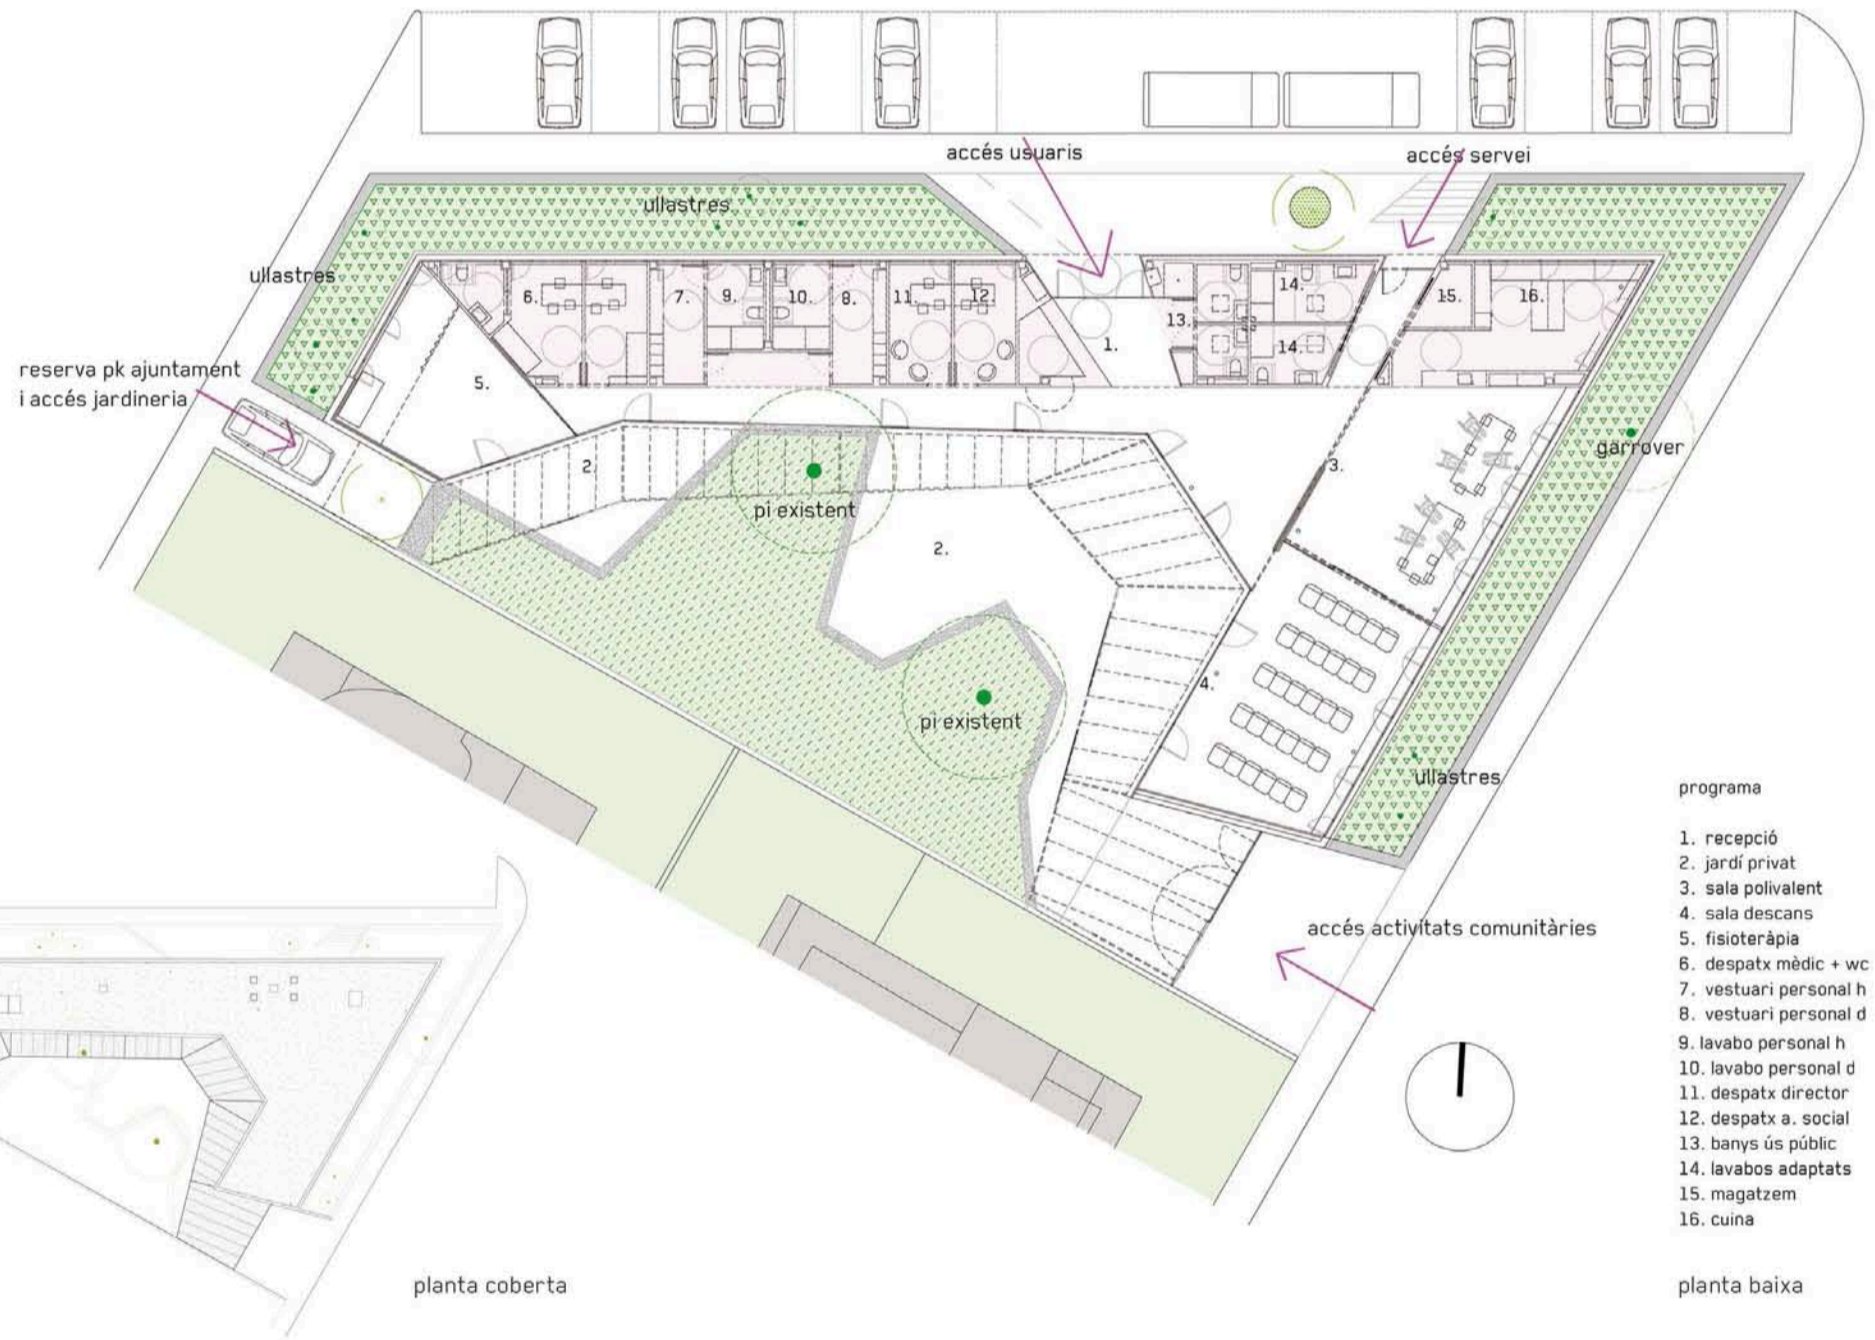 accés usuaris
accés servei
ullastres
ullastres
6.
7.
9.
10.
8.
11.
12.
14.
15.
16.
13.
1.
14.
reserva pk ajuntament
i accés jardineria
5.
garrover
2.
3.
pi existent
2.
4.
pi existent
ullastres
accés activitats comunitàries
programa
1. recepció
2. jardí privat
3. sala polivalent
4. sala descans
5. fisioteràpia
6. despatx mèdic + wc
7. vestuari personal h
8. vestuari personal d
9. lavabo personal h
10. lavabo personal d
11. despatx director
12. despatx a. social
13. banys ús públic
14. lavabos adaptats
15. magatzem
16. cuina
planta coberta
planta baixa